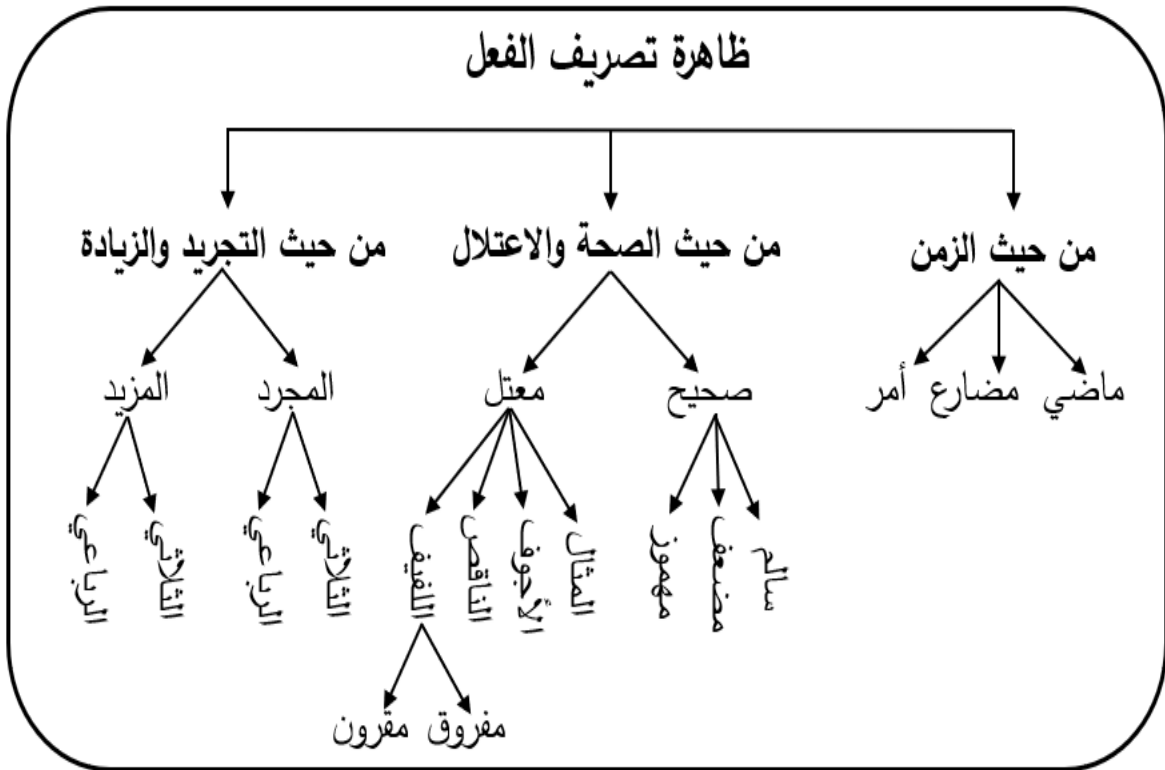 ظاهرة تصريف الفعل
من حيث الزمن من حيث الصحة والاعتلال من حيث التجريد والزيادة
ماضي مضارع أمر صحيح معتل المجرد المزيد
سالم مضعف مهموز المثال الأجوف الناقص اللفيف الثلاثي الرباعي الثلاثي الرباعي
مفروق مقرون